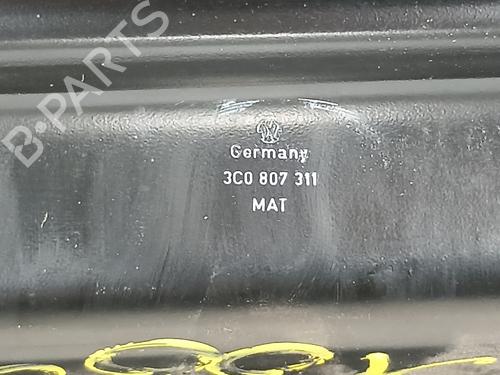 B-PARTS
Germany
3C0 807 311
MAT